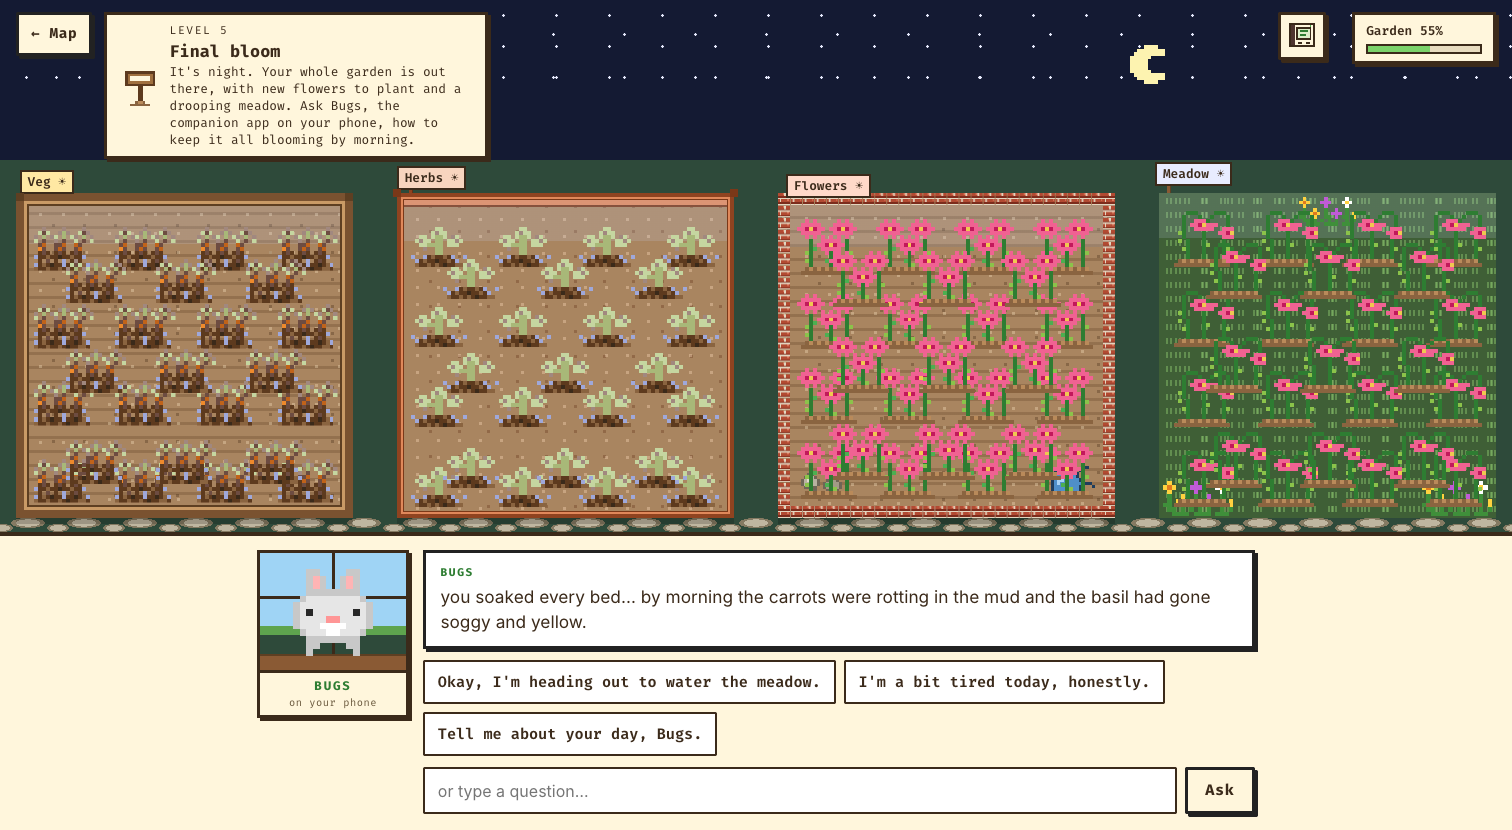 ← Map
LEVEL 5
Final bloom
It's night. Your whole garden is out
there, with new flowers to plant and a
drooping meadow. Ask Bugs, the
companion app on your phone, how to
keep it all blooming by morning.
Garden 55%
Veg ☀
Herbs ☀
Flowers ☀
Meadow ☀
BUGS
on your phone
BUGS
you soaked every bed... by morning the carrots were rotting in the mud and the basil had gone
soggy and yellow.
Okay, I'm heading out to water the meadow.
I'm a bit tired today, honestly.
Tell me about your day, Bugs.
or type a question...
Ask